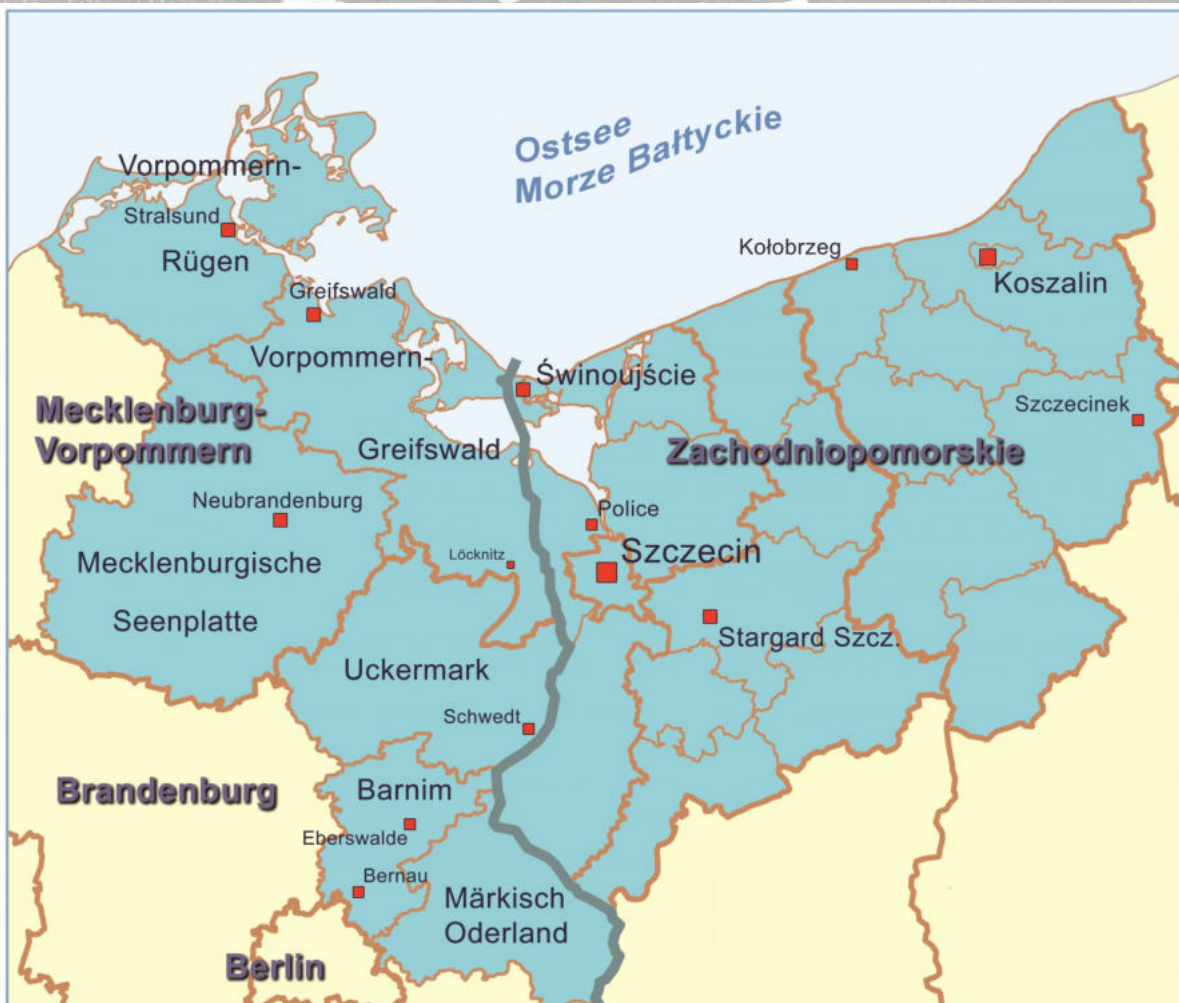 Ostsee
Morze Bałtyckie
Vorpommern-
Stralsund
Rügen
Kołobrzeg
Koszalin
Greifswald
Vorpommern-
Świnoujście
Mecklenburg-
Vorpommern
Greifswald
Szczecinek
Zachodniopomorskie
Neubrandenburg
Police
Szczecin
Löcknitz
Mecklenburgische
Seenplatte
Stargard Szcz.
Uckermark
Schwedt
Brandenburg
Barnim
Eberswalde
Bernau
Märkisch
Oderland
Berlin